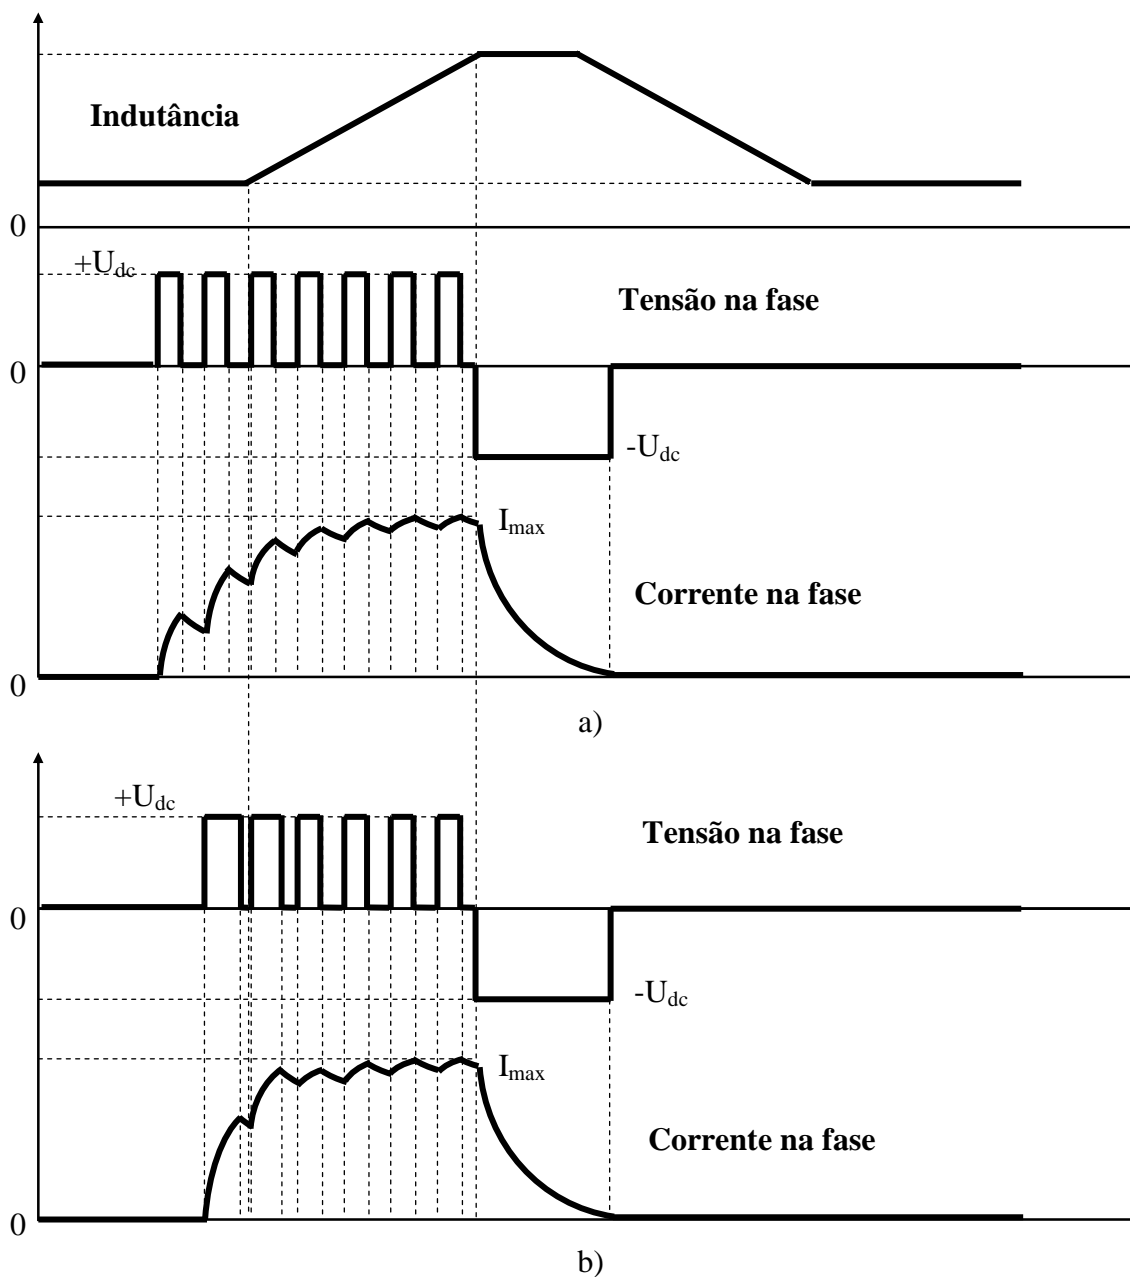 Indutância
0
+Udc
Tensão na fase
0
-Udc
Imax
Corrente na fase
0
a)
+Udc
Tensão na fase
0
-Udc
Imax
Corrente na fase
0
b)